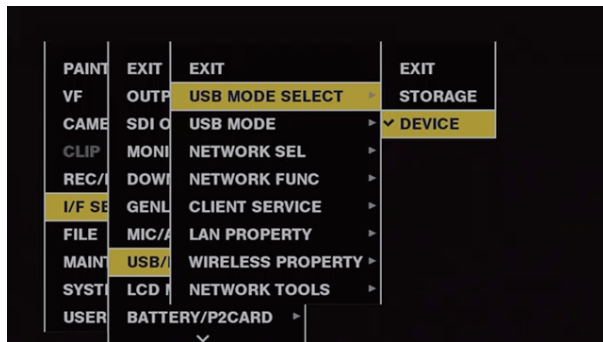 PAINT
VF
CAME
CLIP
REC/
I/F SE
FILE
MAIN
SYST
USER
EXIT
OUTP
SDI O
MONI
DOW
GENL
MIC/
USB/
LCD
BATTERY/P2CARD
EXIT
USB MODE SELECT
USB MODE
NETWORK SEL
NETWORK FUNC
CLIENT SERVICE
LAN PROPERTY
WIRELESS PROPERTY
NETWORK TOOLS
EXIT
STORAGE
DEVICE